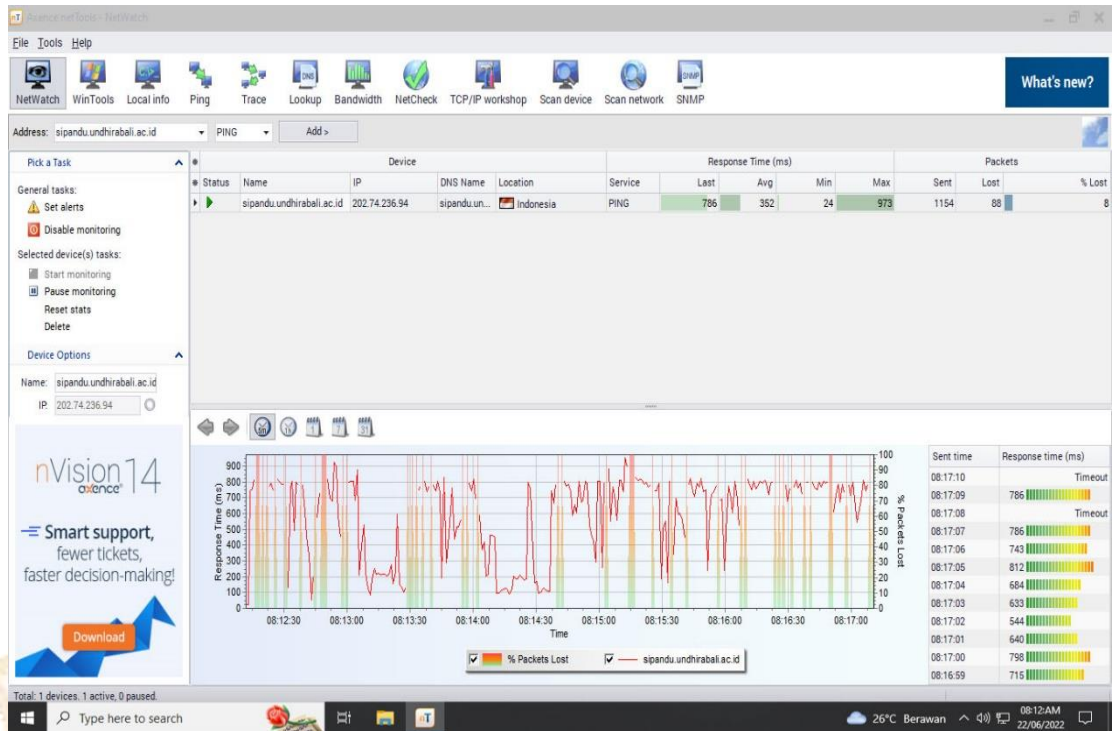 Axence netTools - NetWatch
File Tools Help
NetWatch WinTools Local info Ping Trace Lookup Bandwidth NetCheck TCP/IP workshop Scan device Scan network SNMP
DNS
SNMP
What's new?
Address: sipandu.undhirabali.ac.id PING Add >
Pick a Task
General tasks:
Set alerts
Disable monitoring
Selected device(s) tasks:
Start monitoring
Pause monitoring
Reset stats
Delete
Device Options
Name: sipandu.undhirabali.ac.id
IP: 202.74.236.94
nVision 14
axence®
Smart support,
fewer tickets,
faster decision-making!
Download
Device Response Time (ms) Packets
Status Name IP DNS Name Location Service Last Avg Min Max Sent Lost % Lost
sipandu.undhirabali.ac.id 202.74.236.94 sipandu.un... Indonesia PING 786 352 24 973 1154 88 8
900
800
700
600
500
400
300
200
100
0
Response Time (ms)
100
90
80
70
60
50
40
30
20
10
0
% Packets Lost
08:12:30 08:13:00 08:13:30 08:14:00 08:14:30 08:15:00 08:15:30 08:16:00 08:16:30 08:17:00
Time
% Packets Lost sipandu.undhirabali.ac.id
Sent time Response time (ms)
08:17:10 Timeout
08:17:09 786
08:17:08 Timeout
08:17:07 786
08:17:06 743
08:17:05 812
08:17:04 684
08:17:03 633
08:17:02 544
08:17:01 640
08:17:00 798
08:16:59 715
Total: 1 devices. 1 active, 0 paused.
Type here to search
nT
26°C Berawan
08:12:AM
22/06/2022